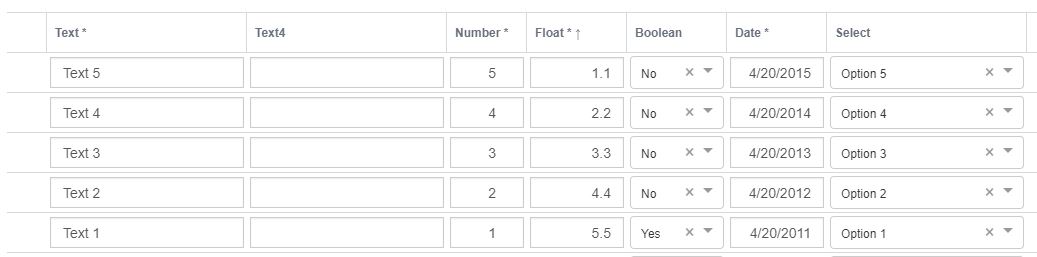 Text * Text4 Number * Float * ↑ Boolean Date * Select
Text 5 5 1.1 No × 4/20/2015 Option 5 ×
Text 4 4 2.2 No × 4/20/2014 Option 4 ×
Text 3 3 3.3 No × 4/20/2013 Option 3 ×
Text 2 2 4.4 No × 4/20/2012 Option 2 ×
Text 1 1 5.5 Yes × 4/20/2011 Option 1 ×